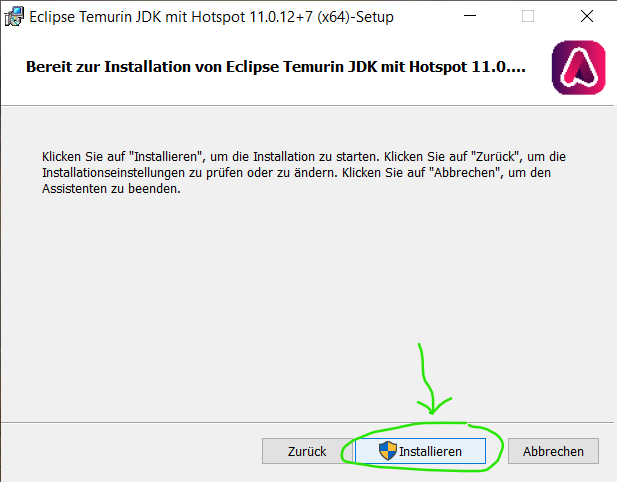 Eclipse Temurin JDK mit Hotspot 11.0.12+7 (x64)-Setup
Bereit zur Installation von Eclipse Temurin JDK mit Hotspot 11.0....
Klicken Sie auf "Installieren", um die Installation zu starten. Klicken Sie auf "Zurück", um die
Installationseinstellungen zu prüfen oder zu ändern. Klicken Sie auf "Abbrechen", um den
Assistenten zu beenden.
Zurück
Installieren
Abbrechen